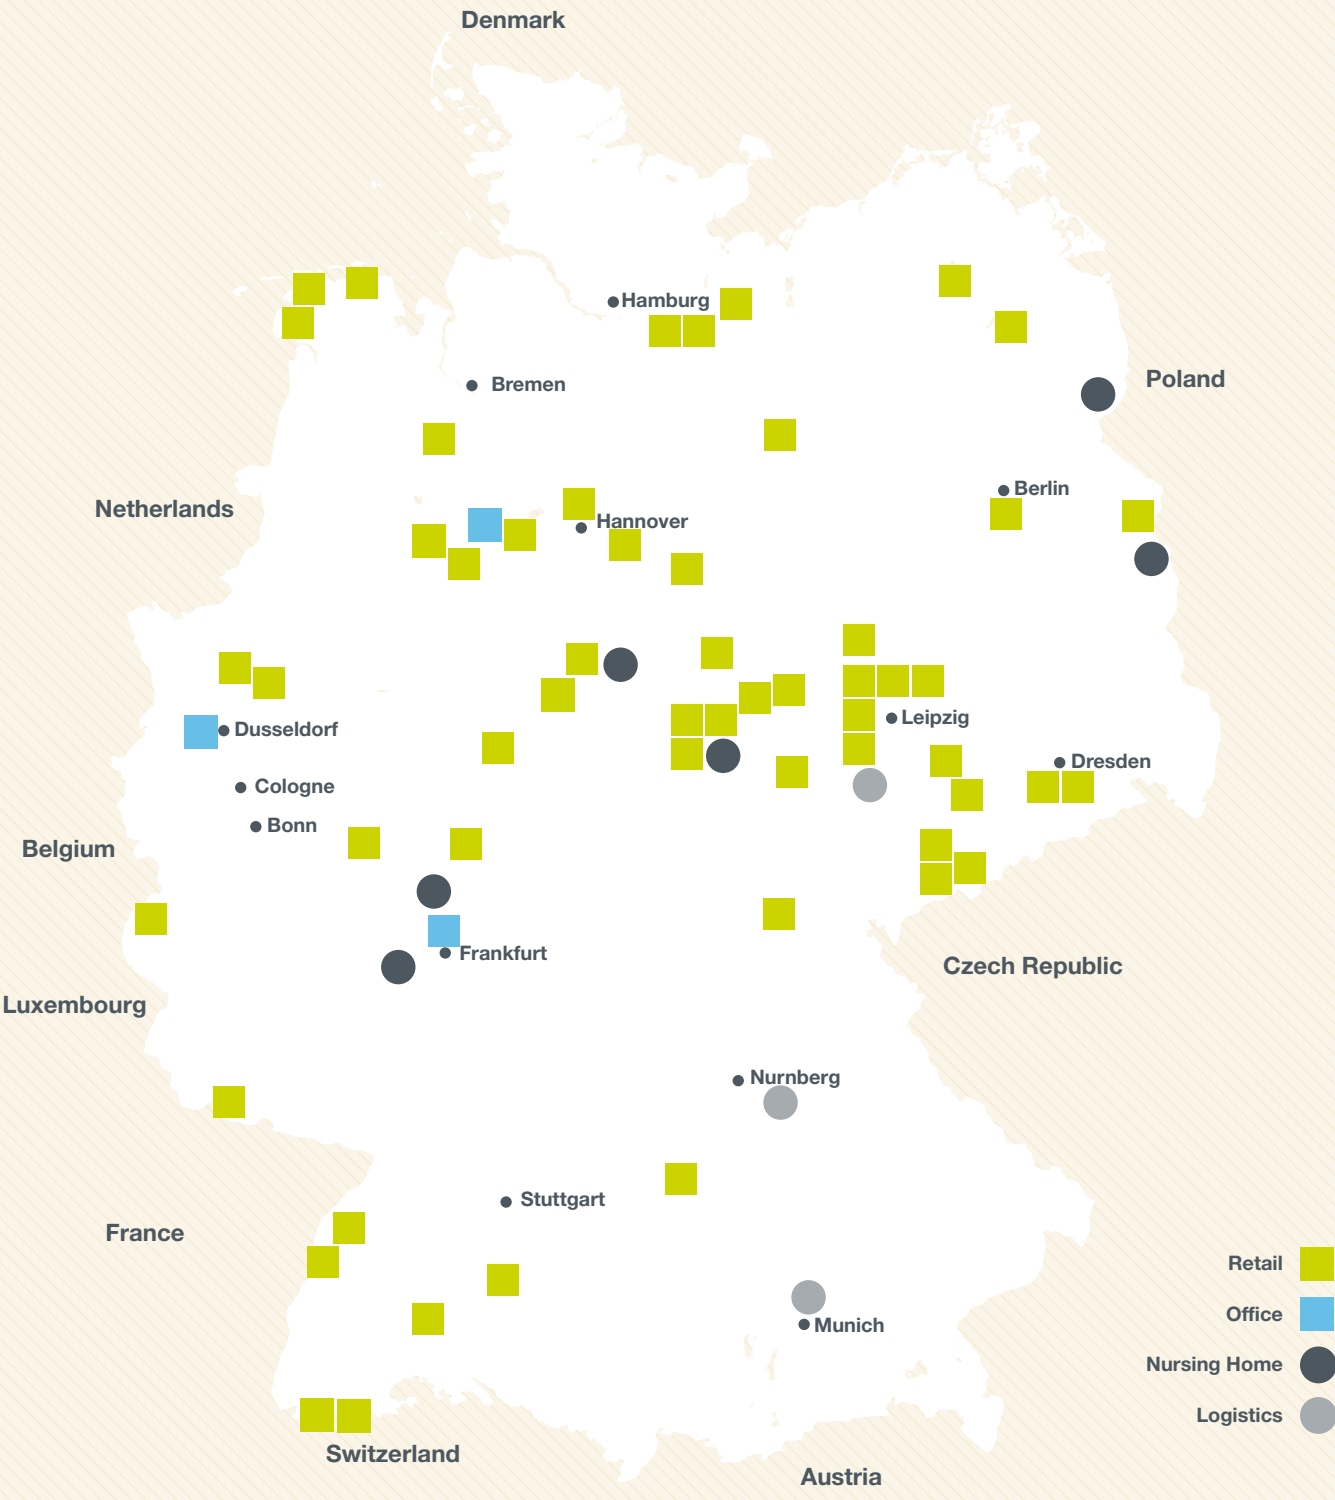 Denmark
Hamburg
Poland
Bremen
Berlin
Netherlands
Hannover
Leipzig
Dusseldorf
Dresden
Cologne
Bonn
Belgium
Frankfurt
Czech Republic
Luxembourg
Nurnberg
Stuttgart
France
Retail
Office
Munich
Nursing Home
Logistics
Switzerland
Austria